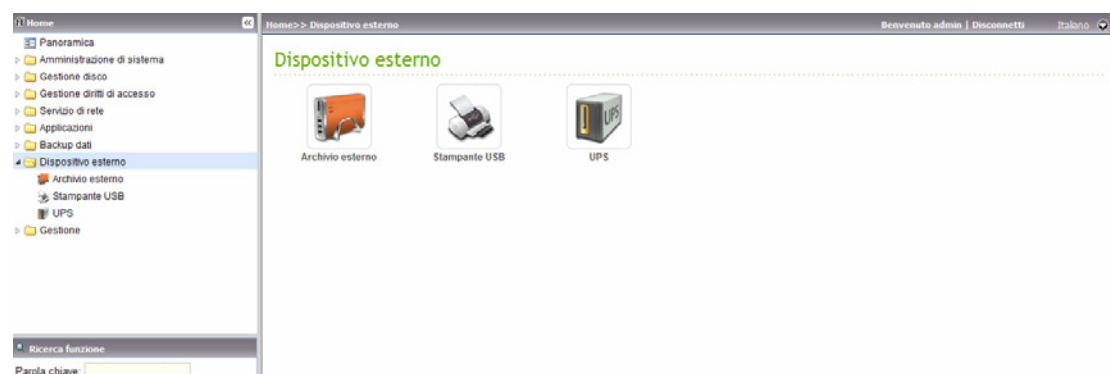 Home
Home>> Dispositivo esterno
Benvenuto admin | Disconnetti
Italiano
Panoramica
Amministrazione di sistema
Gestione disco
Gestione diritti di accesso
Servizio di rete
Applicazioni
Backup dati
Dispositivo esterno
Archivio esterno
Stampante USB
UPS
Gestione
Ricerca funzione
Parola chiave:
Dispositivo esterno
UPS
Archivio esterno
Stampante USB
UPS